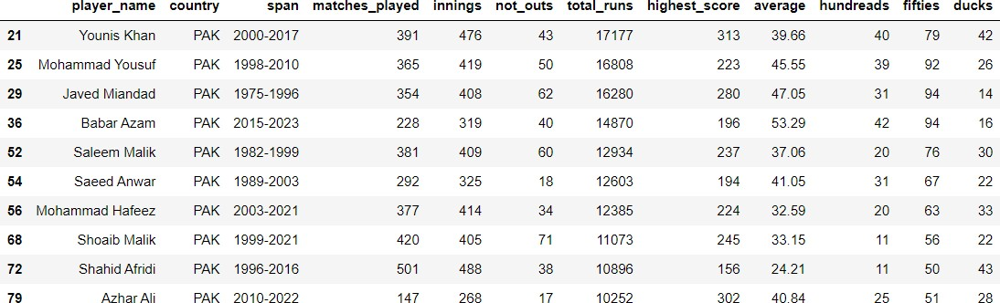 player_name country span matches_played innings not_outs total_runs highest_score average hundreads fifties ducks
21 Younis Khan PAK 2000-2017 391 476 43 17177 313 39.66 40 79 42
25 Mohammad Yousuf PAK 1998-2010 365 419 50 16808 223 45.55 39 92 26
29 Javed Miandad PAK 1975-1996 354 408 62 16280 280 47.05 31 94 14
36 Babar Azam PAK 2015-2023 228 319 40 14870 196 53.29 42 94 16
52 Saleem Malik PAK 1982-1999 381 409 60 12934 237 37.06 20 76 30
54 Saeed Anwar PAK 1989-2003 292 325 18 12603 194 41.05 31 67 22
56 Mohammad Hafeez PAK 2003-2021 377 414 34 12385 224 32.59 20 63 33
68 Shoaib Malik PAK 1999-2021 420 405 71 11073 245 33.15 11 56 22
72 Shahid Afridi PAK 1996-2016 501 488 38 10896 156 24.21 11 50 43
79 Azhar Ali PAK 2010-2022 147 268 17 10252 302 40.84 25 51 28